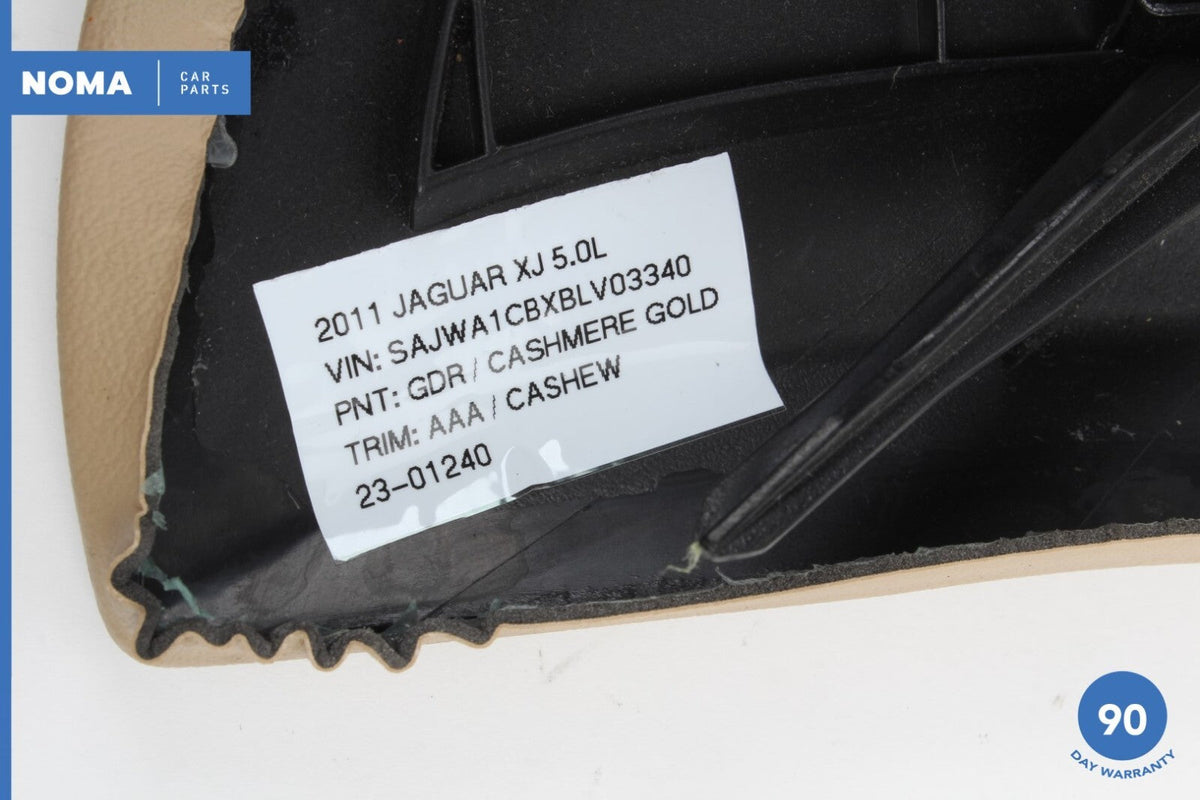 NOMA
CAR
PARTS
2011 JAGUAR XJ 5.0L
VIN: SAJWA1CBXBLV03340
PNT: GDR / CASHMERE GOLD
TRIM: AAA / CASHEW
23-01240
90
DAY WARRANTY